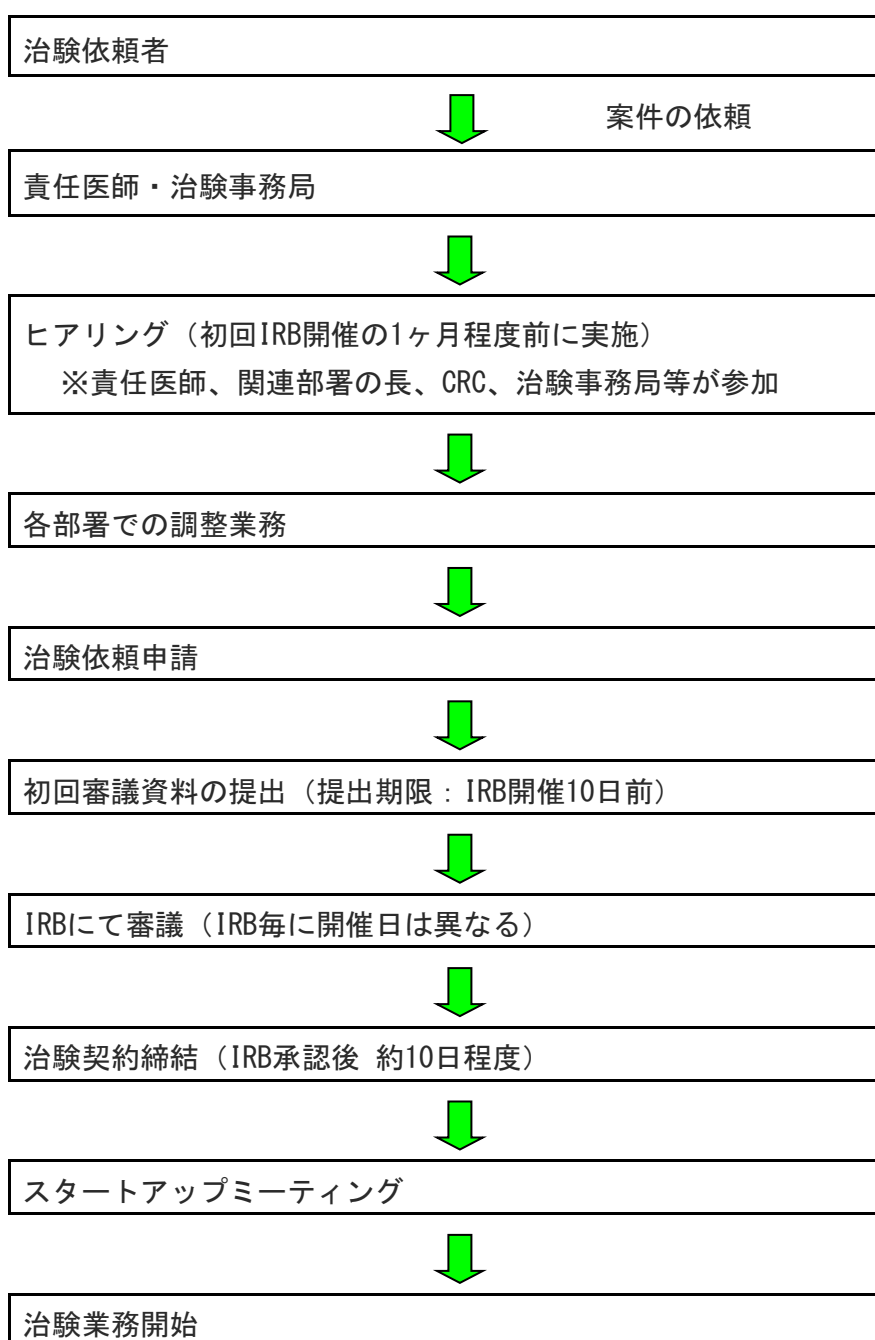 治験依頼者
案件の依頼
責任医師・治験事務局
ヒアリング（初回IRB開催の1ヶ月程度前に実施）
※責任医師、関連部署の長、CRC、治験事務局等が参加
各部署での調整業務
治験依頼申請
初回審議資料の提出（提出期限：IRB開催10日前）
IRBにて審議（IRB毎に開催日は異なる）
治験契約締結（IRB承認後 約10日程度）
スタートアップミーティング
治験業務開始